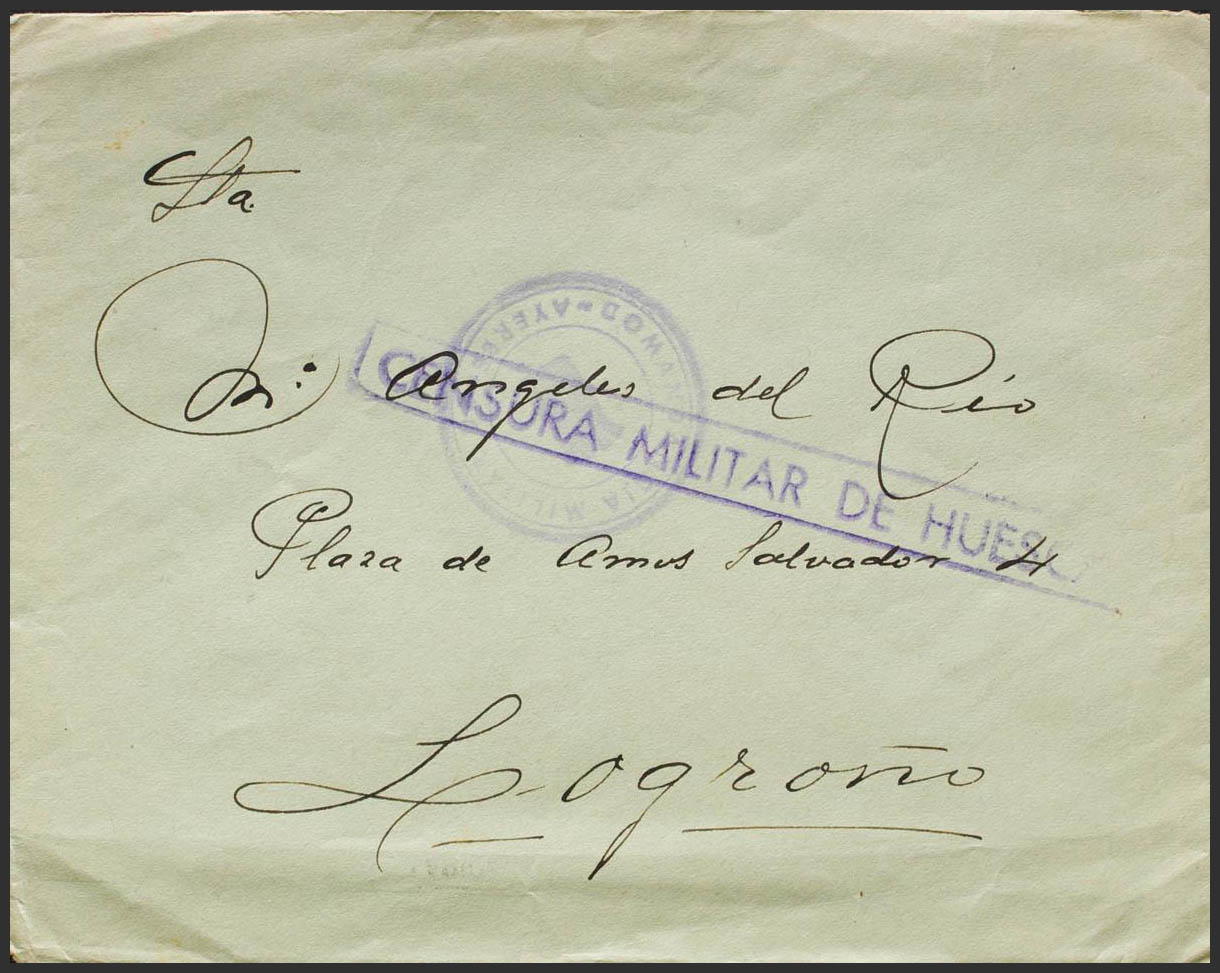 Sta.
Mª Angeles del Río
CENSURA MILITAR DE HUESCA
Plaza de Amos Salvador 4
Logroño